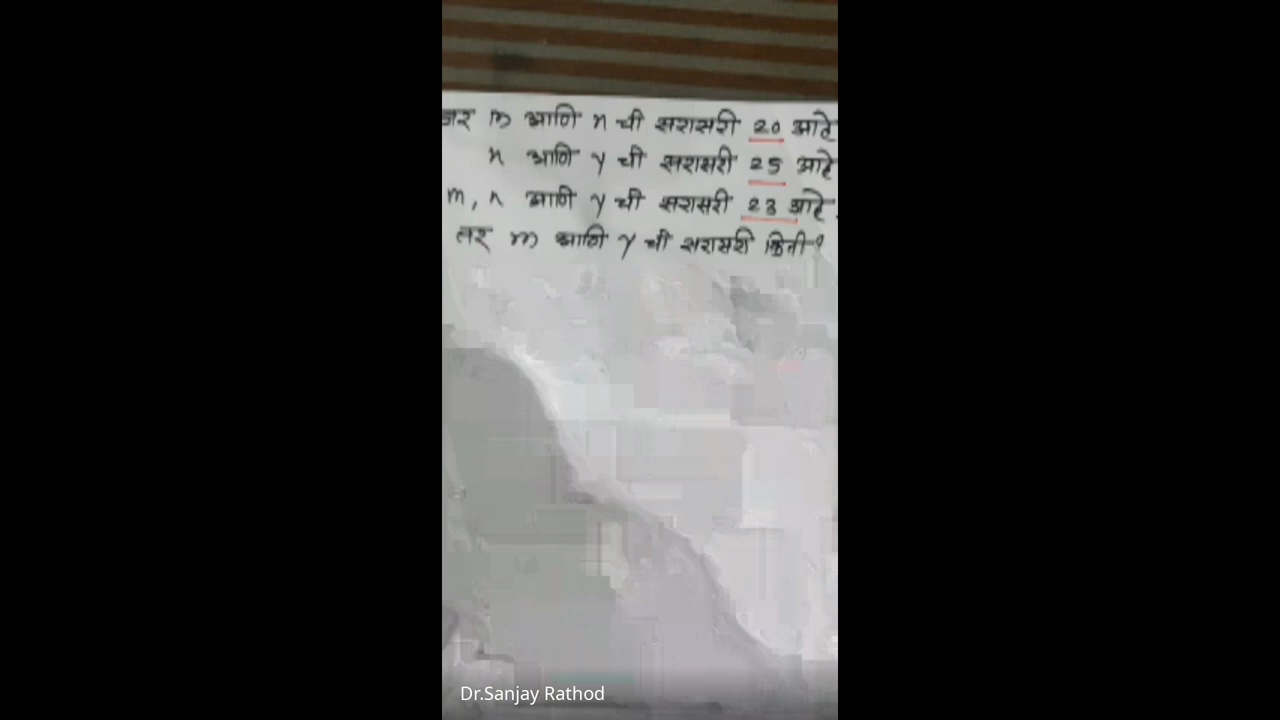 जर m आणि n ची सरासरी 20 आहे
n आणि y ची सरासरी 25 आहे
m, n आणि y ची सरासरी 23 आहे.
तर m आणि y ची सरासरी किती?
Dr.Sanjay Rathod